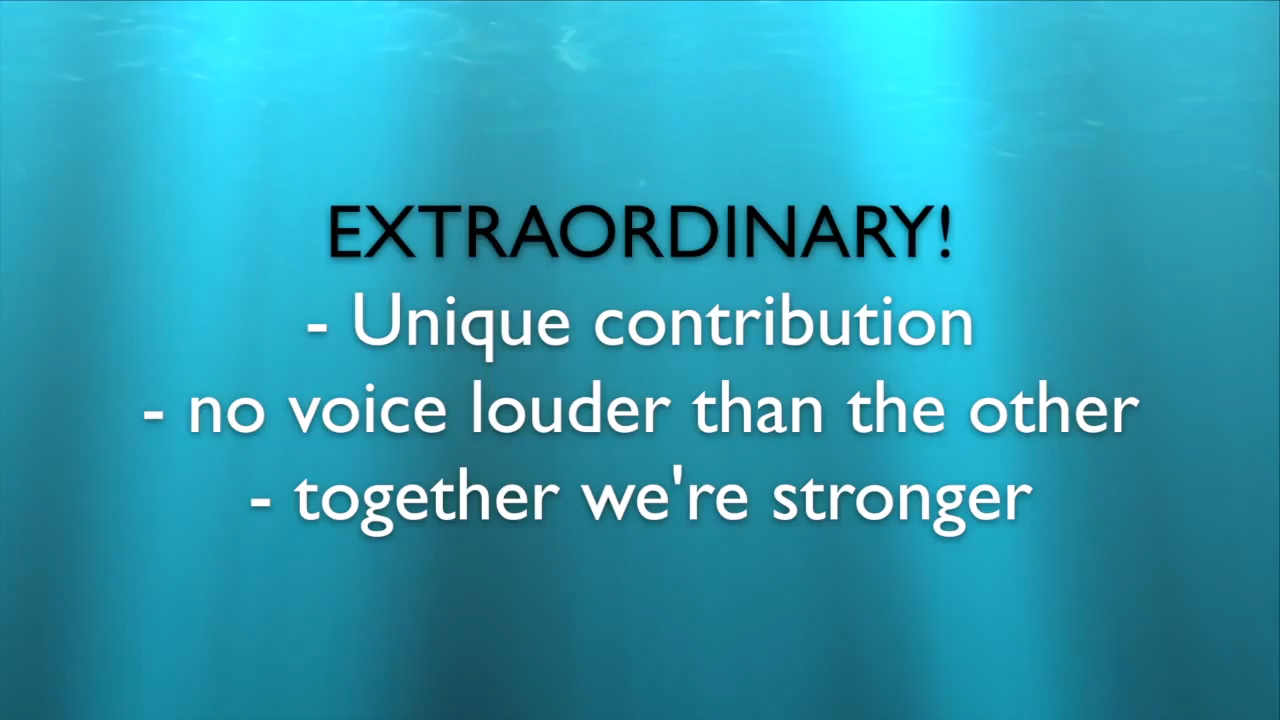 EXTRAORDINARY!
- Unique contribution
- no voice louder than the other
- together we're stronger